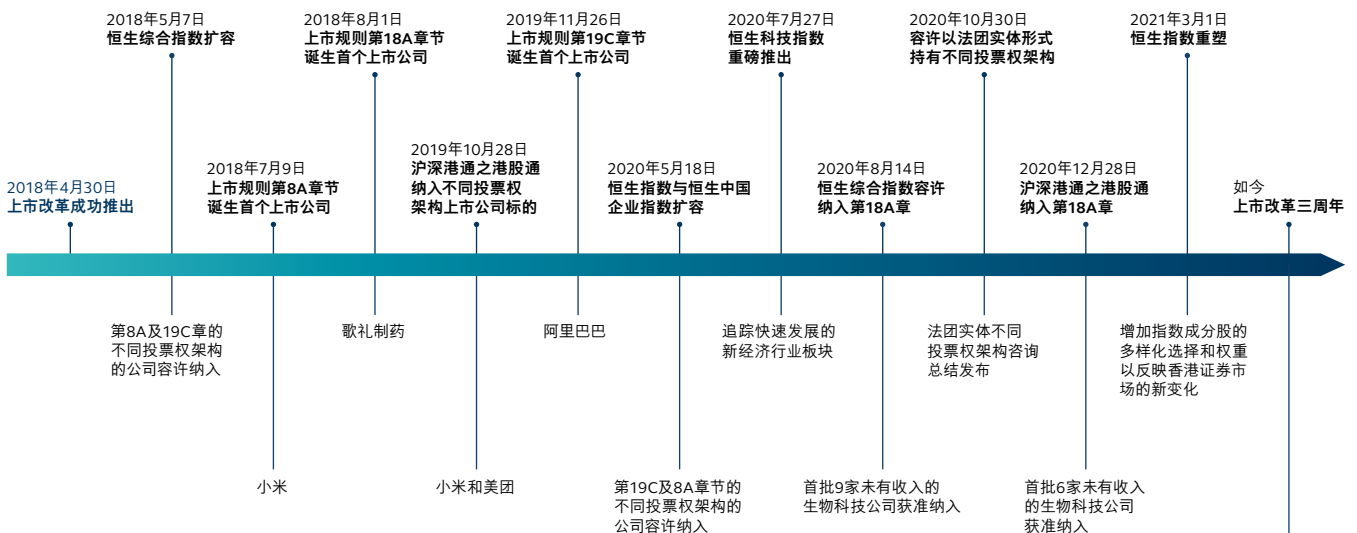 2018年5月7日
恒生综合指数扩容
2018年8月1日
上市规则第18A章节
诞生首个上市公司
2019年11月26日
上市规则第19C章节
诞生首个上市公司
2020年7月27日
恒生科技指数
重磅推出
2020年10月30日
容许以法团实体形式
持有不同投票权架构
2021年3月1日
恒生指数重塑
2018年4月30日
上市改革成功推出
2018年7月9日
上市规则第8A章节
诞生首个上市公司
2019年10月28日
沪深港通之港股通
纳入不同投票权
架构上市公司标的
2020年5月18日
恒生指数与恒生中国
企业指数扩容
2020年8月14日
恒生综合指数容许
纳入第18A章
2020年12月28日
沪深港通之港股通
纳入第18A章
如今
上市改革三周年
第8A及19C章的
不同投票权架构
的公司容许纳入
歌礼制药
阿里巴巴
追踪快速发展的
新经济行业板块
法团实体不同
投票权架构咨询
总结发布
增加指数成分股的
多样化选择和权重
以反映香港证券市
场的新变化
小米
小米和美团
第19C及8A章节的
不同投票权架构的
公司容许纳入
首批9家未有收入的
生物科技公司获准纳入
首批6家未有收入
的生物科技公司
获准纳入